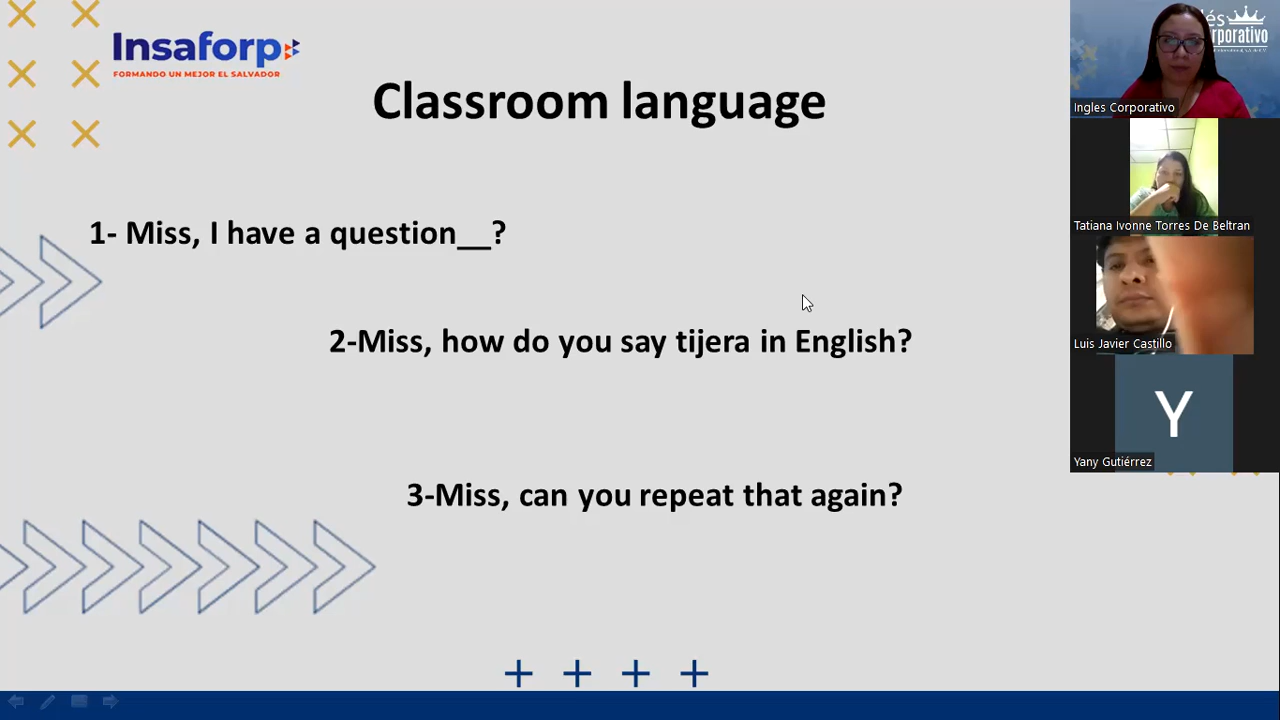 Insaforp
FORMANDO UN MEJOR EL SALVADOR
Classroom language
1- Miss, I have a question__?
2-Miss, how do you say tijera in English?
3-Miss, can you repeat that again?
Ingles Corporativo
Tatiana Ivonne Torres De Beltran
Luis Javier Castillo
Y
Yany Gutiérrez